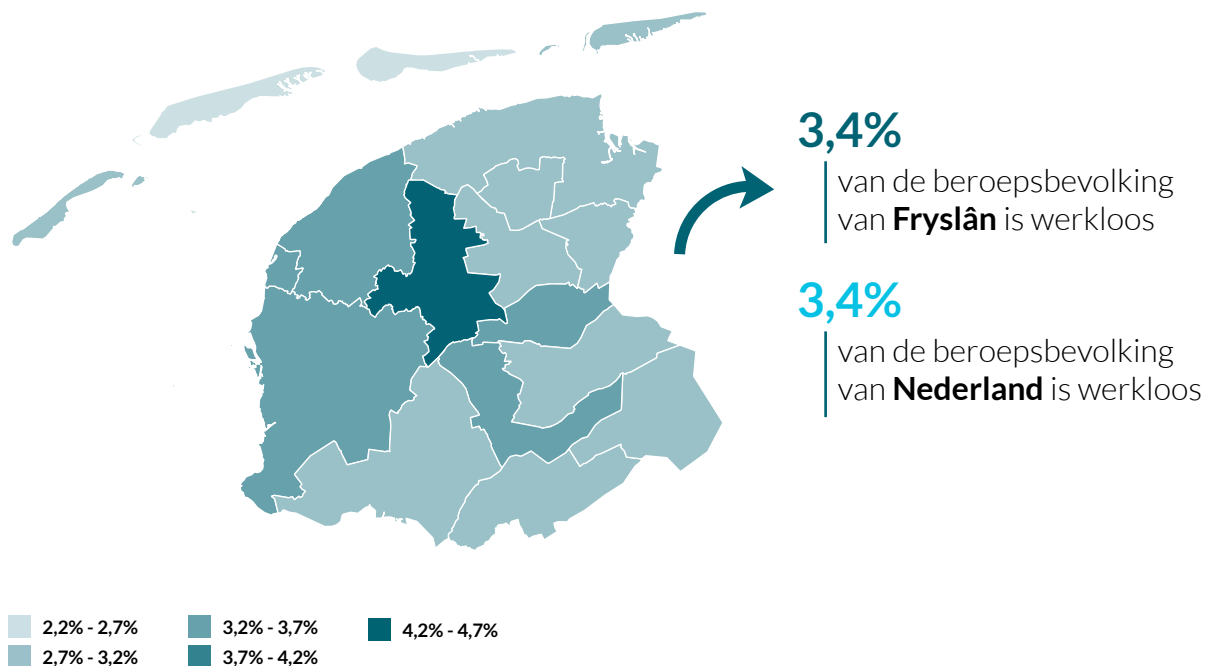 3,4%
van de beroepsbevolking
van Fryslân is werkloos
3,4%
van de beroepsbevolking
van Nederland is werkloos
2,2% - 2,7%
2,7% - 3,2%
3,2% - 3,7%
3,7% - 4,2%
4,2% - 4,7%